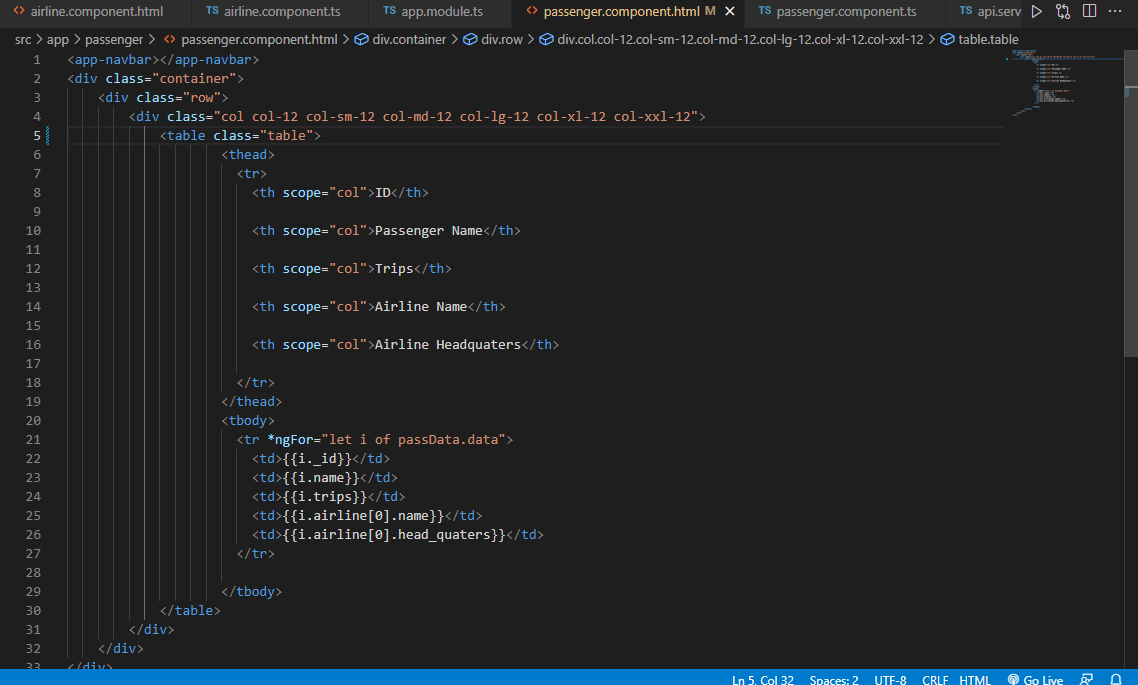 airline.component.html TS airline.component.ts TS app.module.ts passenger.component.html M TS passenger.component.ts TS api.serv
src > app > passenger > passenger.component.html > div.container > div.row > div.col.col-12.col-sm-12.col-md-12.col-lg-12.col-xl-12.col-xxl-12 > table.table
1 <app-navbar></app-navbar>
2 <div class="container">
3 <div class="row">
4 <div class="col col-12 col-sm-12 col-md-12 col-lg-12 col-xl-12 col-xxl-12">
5 <table class="table">
6 <thead>
7 <tr>
8 <th scope="col">ID</th>
9
10 <th scope="col">Passenger Name</th>
11
12 <th scope="col">Trips</th>
13
14 <th scope="col">Airline Name</th>
15
16 <th scope="col">Airline Headquaters</th>
17
18 </tr>
19 </thead>
20 <tbody>
21 <tr *ngFor="let i of passData.data">
22 <td>{{i._id}}</td>
23 <td>{{i.name}}</td>
24 <td>{{i.trips}}</td>
25 <td>{{i.airline[0].name}}</td>
26 <td>{{i.airline[0].head_quaters}}</td>
27 </tr>
28
29 </tbody>
30 </table>
31 </div>
32 </div>
33 </div>
Ln 5, Col 32 Spaces: 2 UTF-8 CRLF HTML Go Live